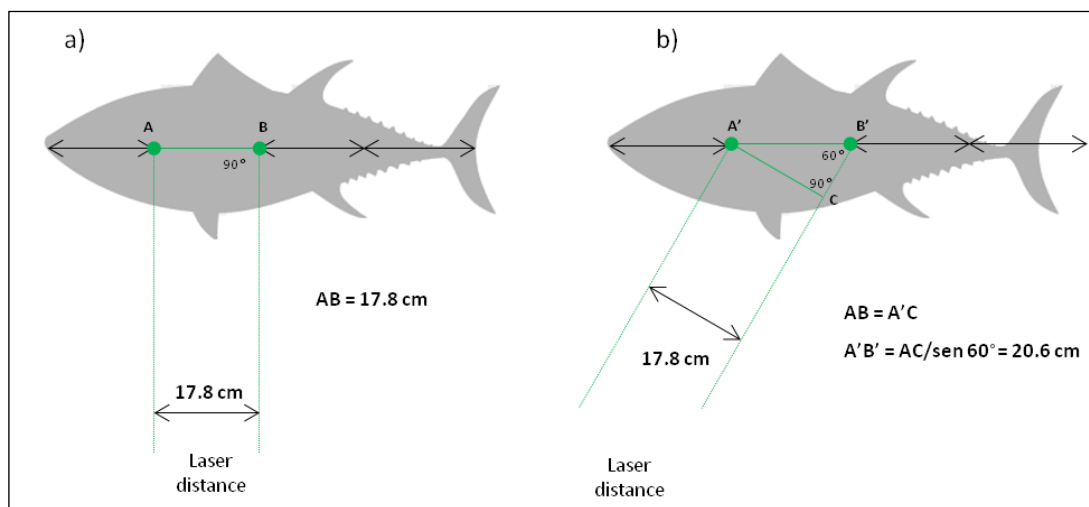 a)
A
B
90°
AB = 17.8 cm
17.8 cm
Laser
distance
b)
A’
B’
60°
90°
C
17.8 cm
AB = A’C
A’B’ = AC/sen 60°= 20.6 cm
Laser
distance